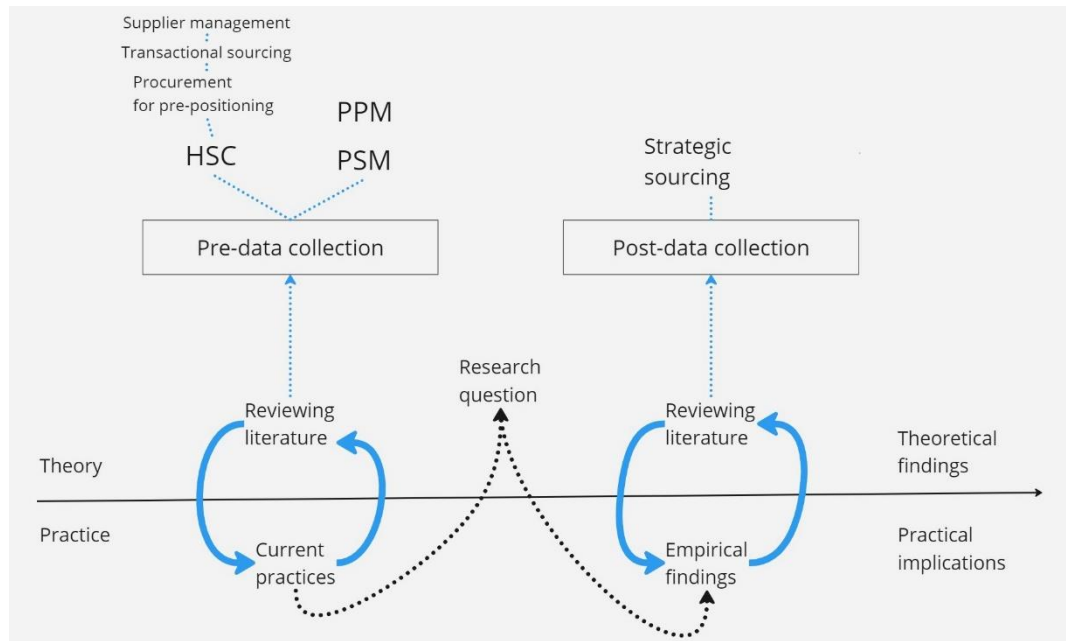 Supplier management
Transactional sourcing
Procurement
for pre-positioning
HSC
PPM
PSM
Strategic
sourcing
Pre-data collection
Post-data collection
Research
question
Reviewing
literature
Reviewing
literature
Theory
Theoretical
findings
Practice
Current
practices
Empirical
findings
Practical
implications